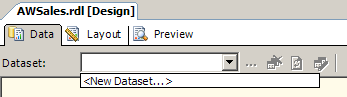 AWSales.rdl [Design]
Data Layout Preview
Dataset: ...
<New Dataset...>